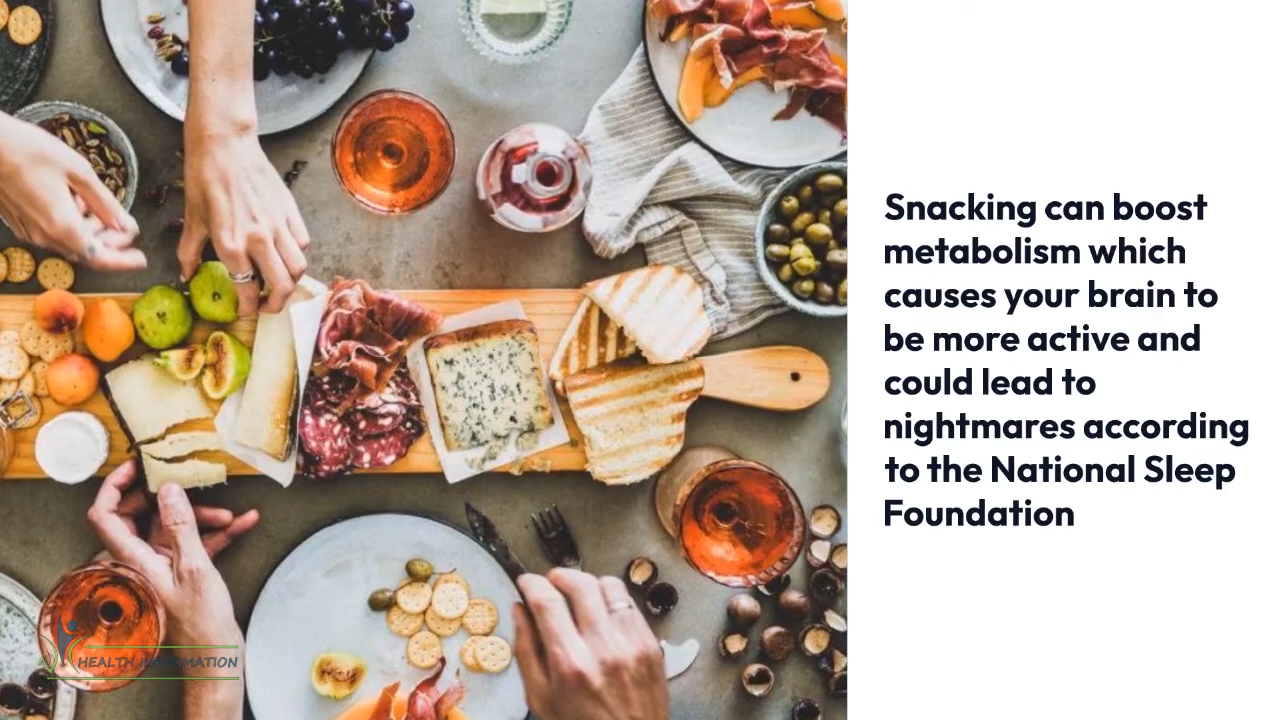 Snacking can boost
metabolism which
causes your brain to
be more active and
could lead to
nightmares according
to the National Sleep
Foundation
HEALTH INFORMATION